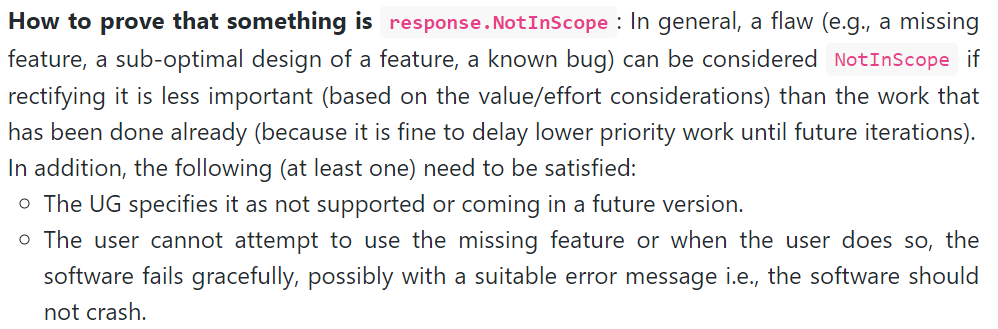 How to prove that something is response.NotInScope: In general, a flaw (e.g., a missing
feature, a sub-optimal design of a feature, a known bug) can be considered NotInScope if
rectifying it is less important (based on the value/effort considerations) than the work that
has been done already (because it is fine to delay lower priority work until future iterations).
In addition, the following (at least one) need to be satisfied:
○ The UG specifies it as not supported or coming in a future version.
○ The user cannot attempt to use the missing feature or when the user does so, the
software fails gracefully, possibly with a suitable error message i.e., the software should
not crash.